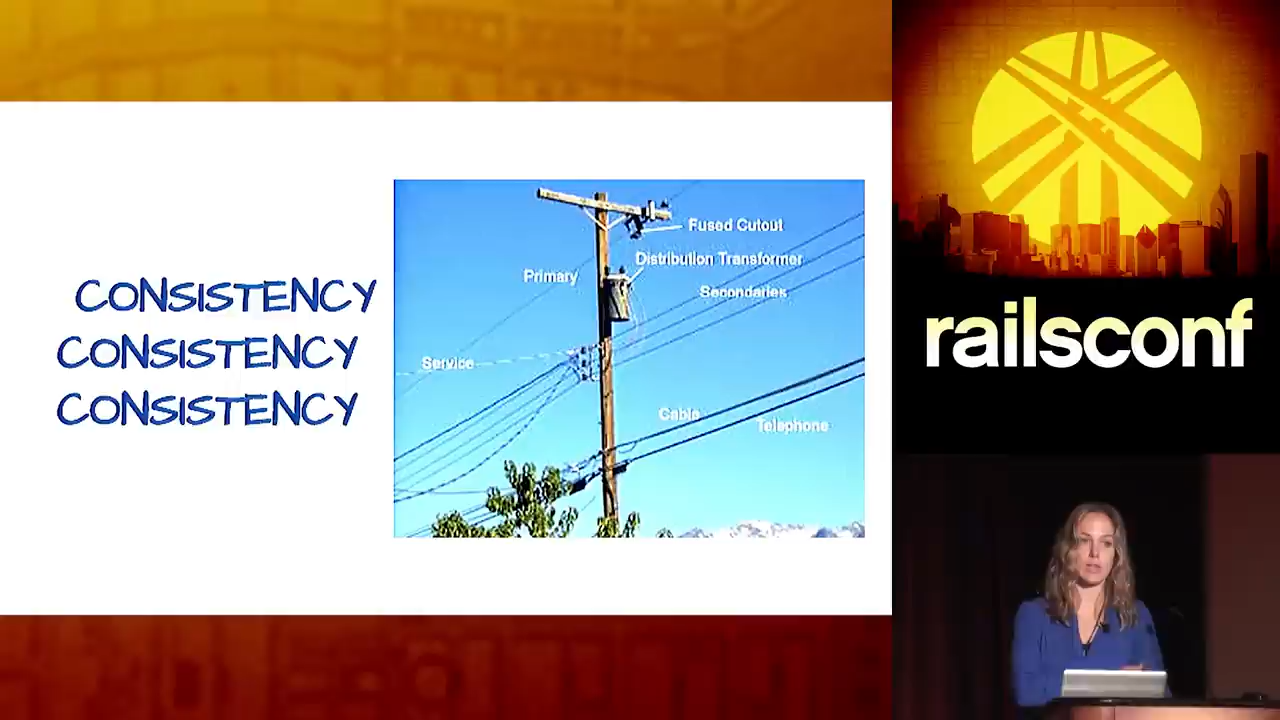 CONSISTENCY
CONSISTENCY
CONSISTENCY
Fused Cutout
Distribution Transformer
Primary
Secondaries
Service
Cable
Telephone
railsconf